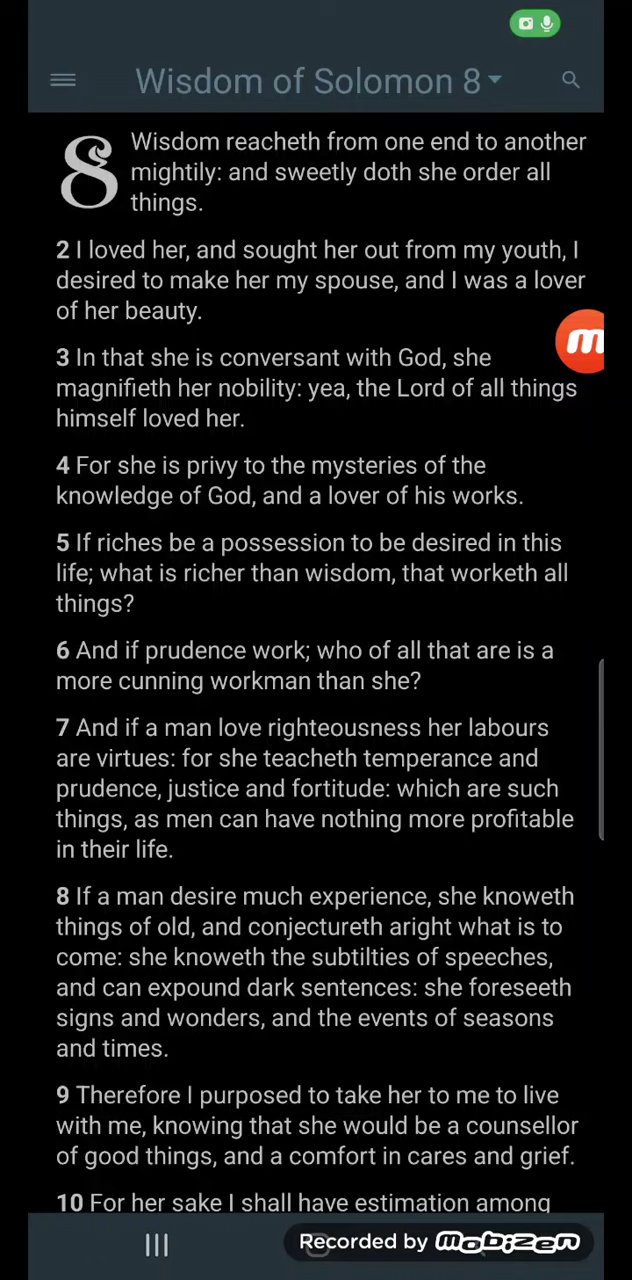 Wisdom of Solomon 8
8 Wisdom reacheth from one end to another
mightily: and sweetly doth she order all
things.
2 I loved her, and sought her out from my youth, I
desired to make her my spouse, and I was a lover
of her beauty.
3 In that she is conversant with God, she
magnifieth her nobility: yea, the Lord of all things
himself loved her.
4 For she is privy to the mysteries of the
knowledge of God, and a lover of his works.
5 If riches be a possession to be desired in this
life; what is richer than wisdom, that worketh all
things?
6 And if prudence work; who of all that are is a
more cunning workman than she?
7 And if a man love righteousness her labours
are virtues: for she teacheth temperance and
prudence, justice and fortitude: which are such
things, as men can have nothing more profitable
in their life.
8 If a man desire much experience, she knoweth
things of old, and conjectureth aright what is to
come: she knoweth the subtilties of speeches,
and can expound dark sentences: she foreseeth
signs and wonders, and the events of seasons
and times.
9 Therefore I purposed to take her to me to live
with me, knowing that she would be a counsellor
of good things, and a comfort in cares and grief.
10 For her sake I shall have estimation among
Recorded by mobizen
m